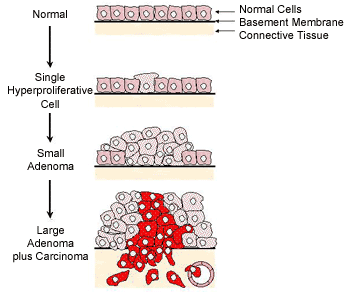 Normal
Normal Cells
Basement Membrane
Connective Tissue
Single
Hyperproliferative
Cell
Small
Adenoma
Large
Adenoma
plus Carcinoma